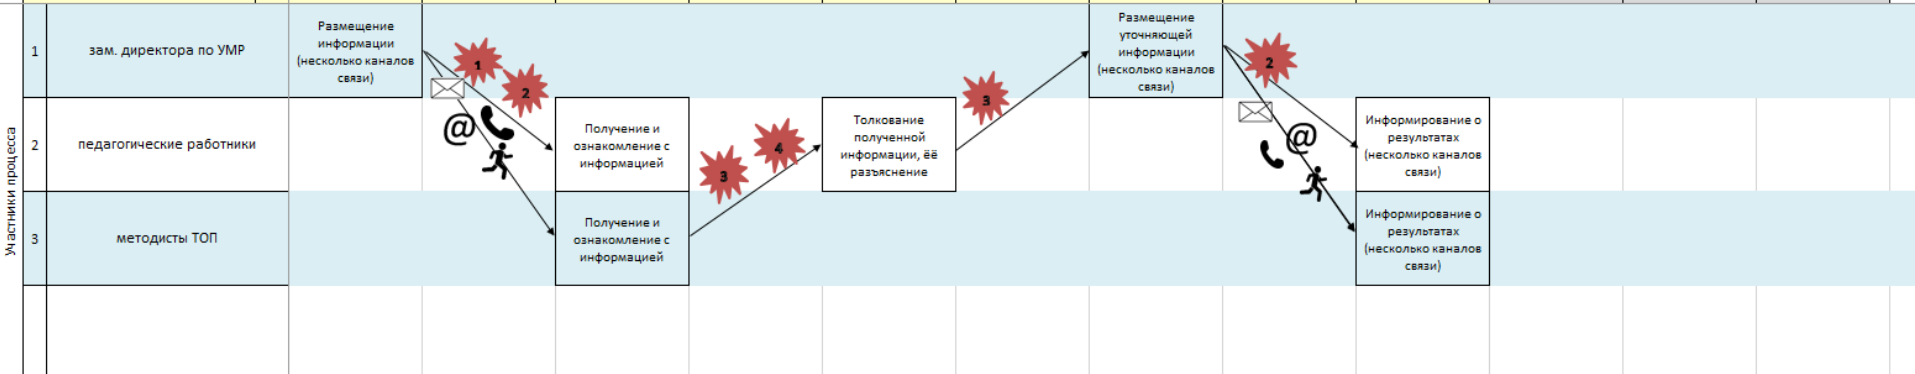 Участники процесса
1
зам. директора по УМР
Размещение
информации
(несколько каналов
связи)
1
2
@
3
Размещение
уточняющей
информации
(несколько каналов
связи)
2
@
2
педагогические работники
Получение и
ознакомление с
информацией
3
4
Толкование
полученной
информации, ёё
разъяснение
Информирование о
результатах
(несколько каналов
связи)
3
методисты ТОП
Получение и
ознакомление с
информацией
Информирование о
результатах
(несколько каналов
связи)